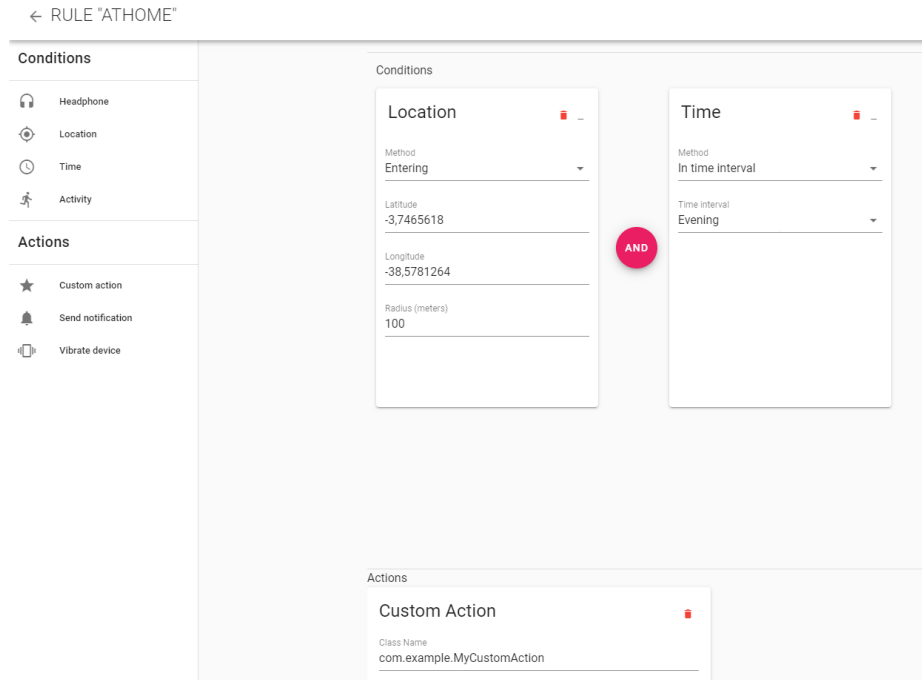 RULE "ATHOME"
Conditions
Headphone
Location
Time
Activity
Actions
Custom action
Send notification
Vibrate device
Conditions
Location
Method
Entering
Latitude
-3,7465618
Longitude
-38,5781264
Radius (meters)
100
AND
Time
Method
In time interval
Time interval
Evening
Actions
Custom Action
Class Name
com.example.MyCustomAction